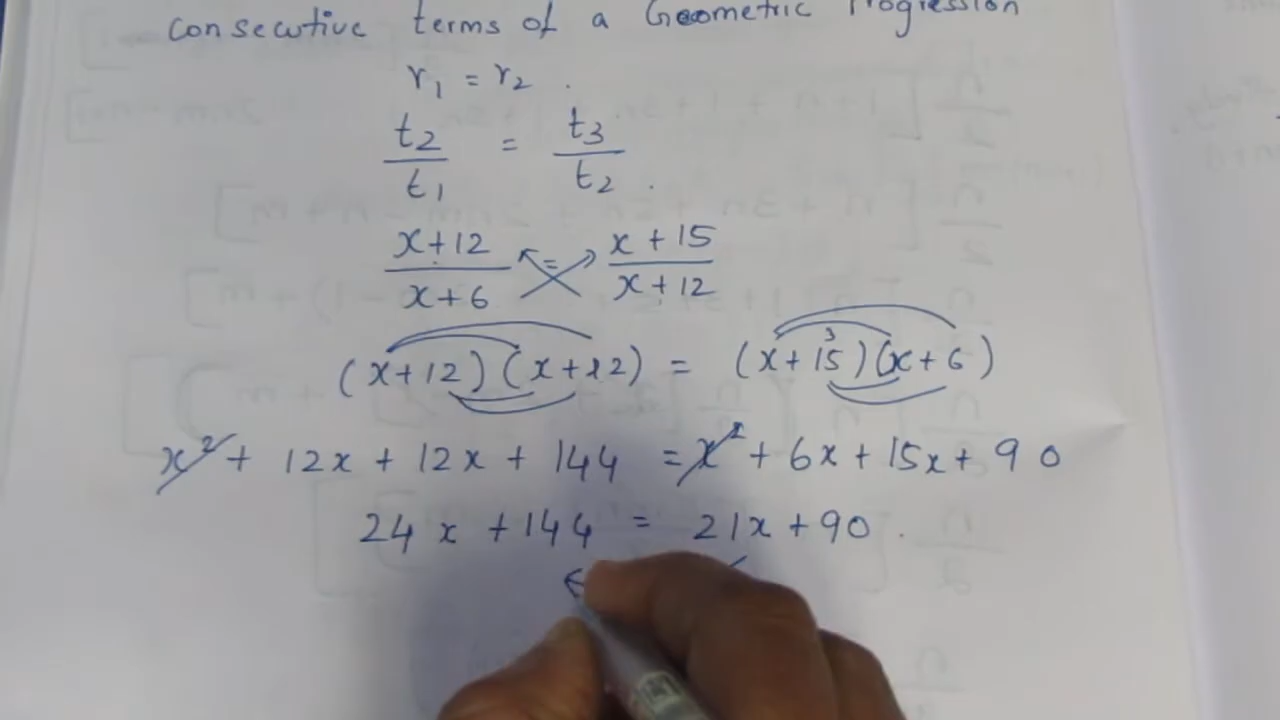 consecutive terms of a Geometric Progression
r₁ = r₂ .
t₂/t₁ = t₃/t₂ .
(x+12)/(x+6) = (x+15)/(x+12)
(x+12)(x+12) = (x+15)(x+6)
x² + 12x + 12x + 144 = x² + 6x + 15x + 90
24x + 144 = 21x + 90 .